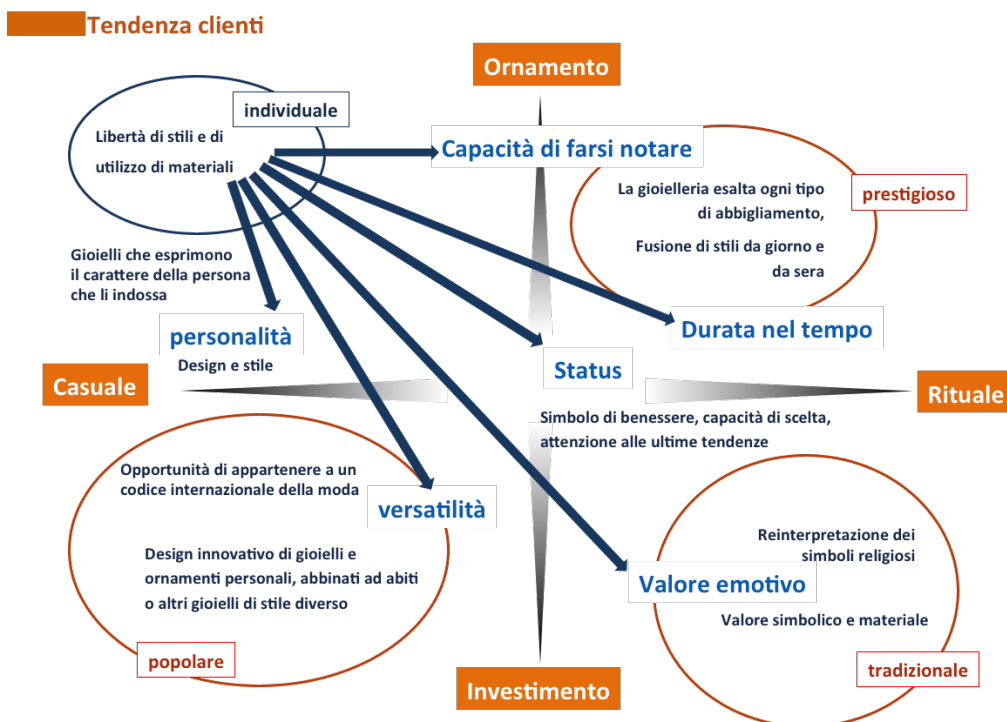 Tendenza clienti
Ornamento
individuale
Libertà di stili e di
utilizzo di materiali
Capacità di farsi notare
La gioielleria esalta ogni tipo
di abbigliamento,
prestigioso
Fusione di stili da giorno e
da sera
Gioielli che esprimono
il carattere della persona
che li indossa
personalità
Design e stile
Durata nel tempo
Status
Casuale
Rituale
Simbolo di benessere, capacità di scelta,
attenzione alle ultime tendenze
Opportunità di appartenere a un
codice internazionale della moda
versatilità
Design innovativo di gioielli e
ornamenti personali, abbinati ad abiti
o altri gioielli di stile diverso
popolare
Reinterpretazione dei
simboli religiosi
Valore emotivo
Valore simbolico e materiale
tradizionale
Investimento